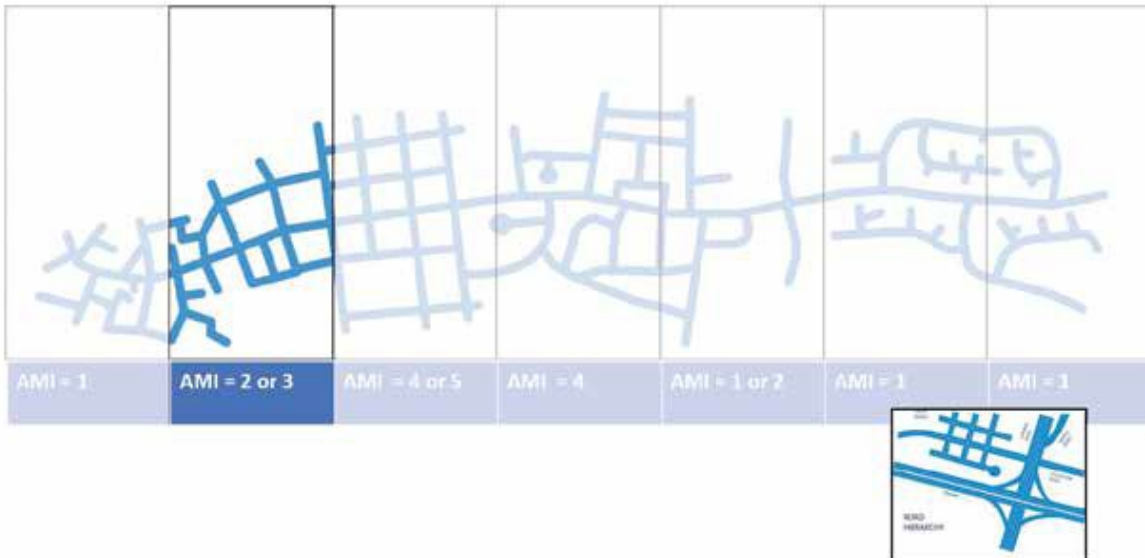 AMI = 1
AMI = 2 or 3
AMI = 4 or 5
AMI = 4
AMI = 1 or 2
AMI = 1
AMI = 1
ROAD
HIERARCHY